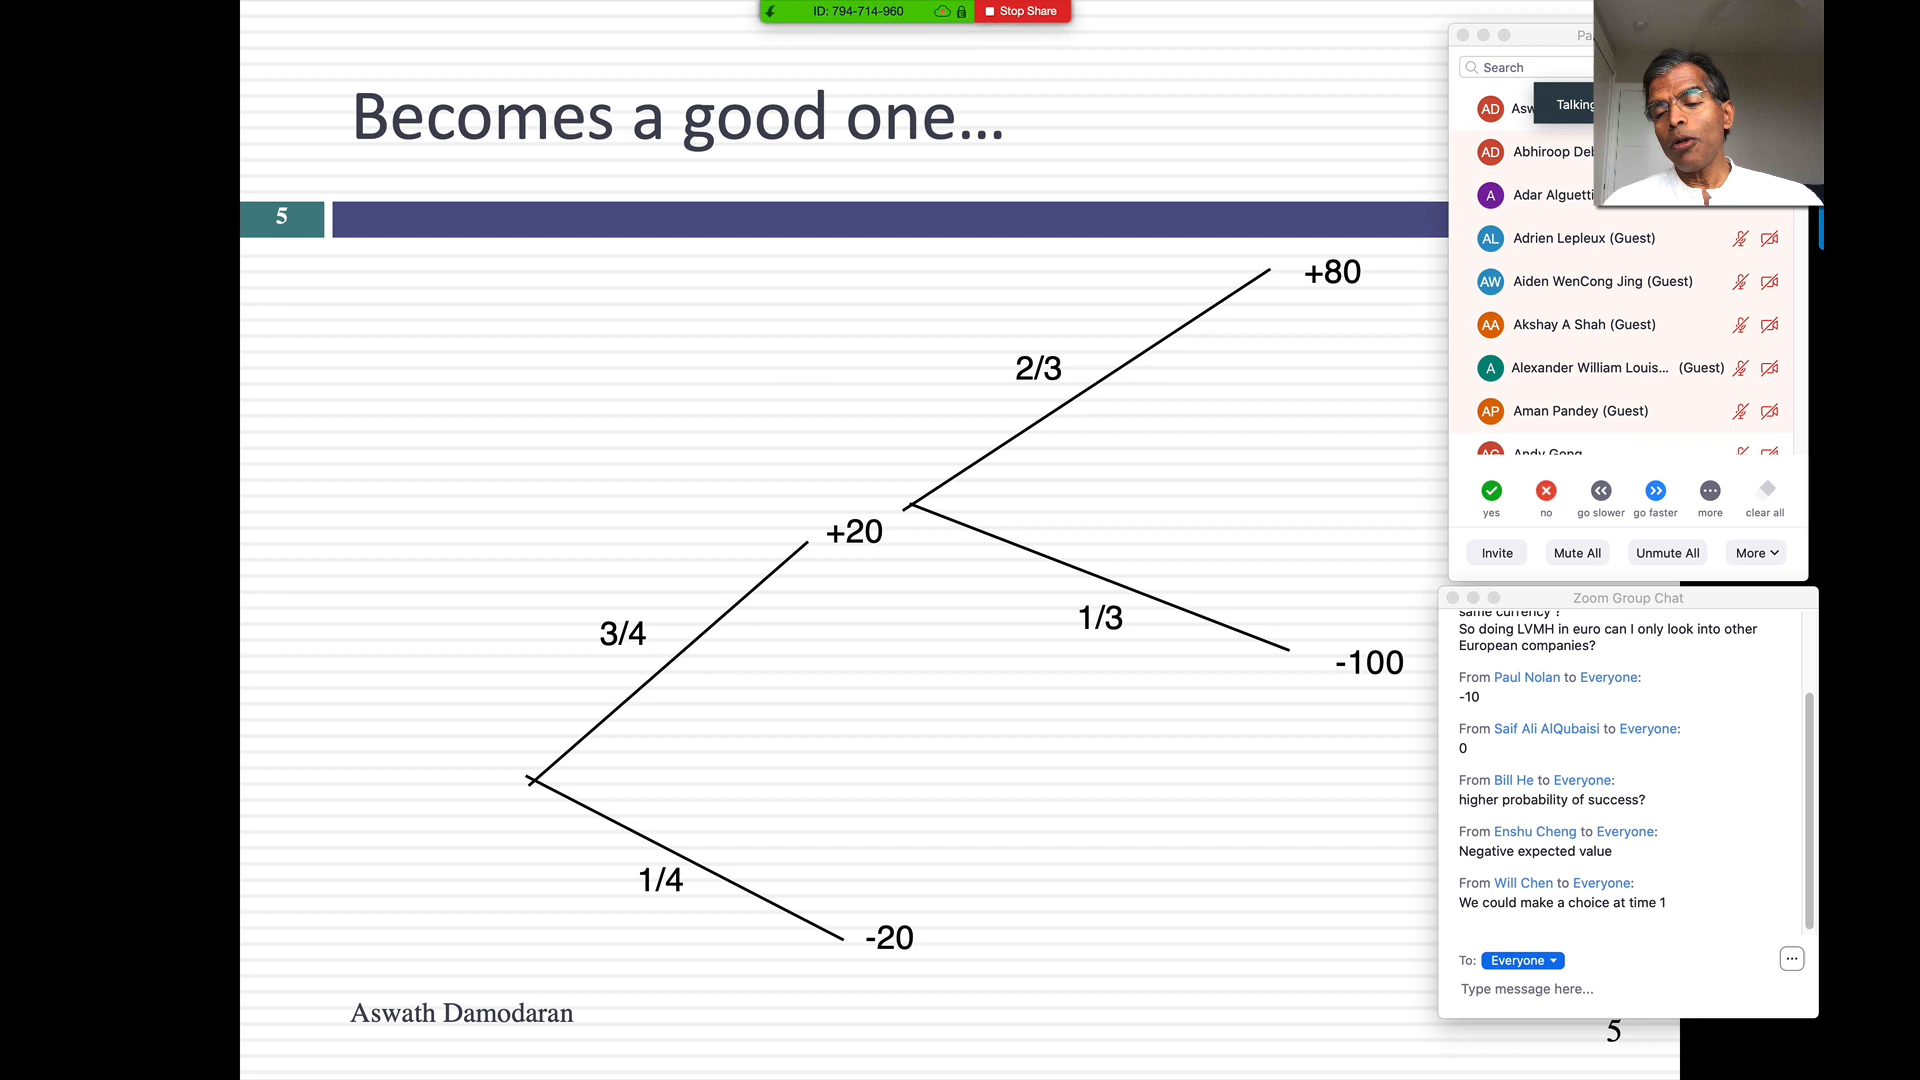 ID: 794-714-960
Stop Share
Becomes a good one...
5
+80
2/3
+20
1/3
-100
3/4
1/4
-20
Aswath Damodaran
5
Search
AD
Talking
AD Abhiroop
A Adar Alguetti
AL Adrien Lepleux (Guest)
AW Aiden WenCong Jing (Guest)
AA Akshay A Shah (Guest)
A Alexander William Louis... (Guest)
AP Aman Pandey (Guest)
AG Andy Gong
yes
no
go slower
go faster
more
clear all
Invite
Mute All
Unmute All
More
Zoom Group Chat
same currency ?
So doing LVMH in euro can I only look into other
European companies?
From Paul Nolan to Everyone:
-10
From Saif Ali AlQubaisi to Everyone:
0
From Bill He to Everyone:
higher probability of success?
From Enshu Cheng to Everyone:
Negative expected value
From Will Chen to Everyone:
We could make a choice at time 1
To: Everyone
...
Type message here...